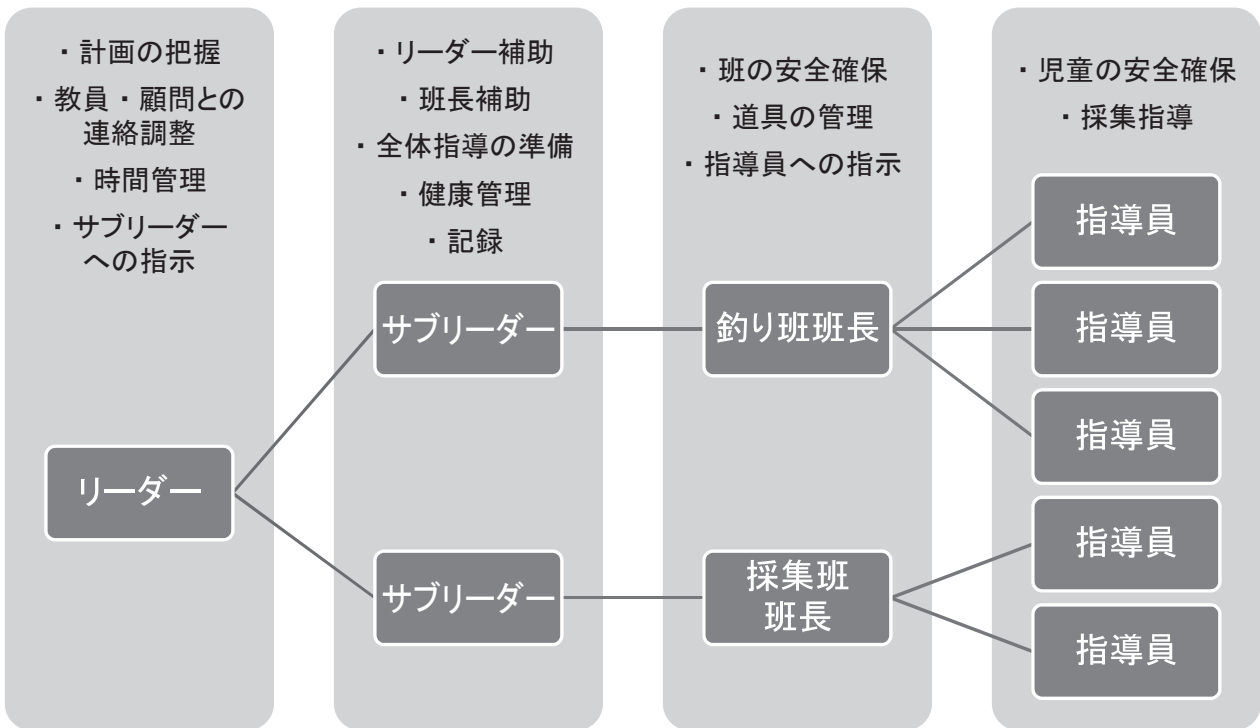 ・計画の把握
・教員・顧問との
連絡調整
・時間管理
・サブリーダー
への指示
リーダー
・リーダー補助
・班長補助
・全体指導の準備
・健康管理
・記録
サブリーダー
サブリーダー
・班の安全確保
・道具の管理
・指導員への指示
釣り班班長
採集班
班長
・児童の安全確保
・採集指導
指導員
指導員
指導員
指導員
指導員